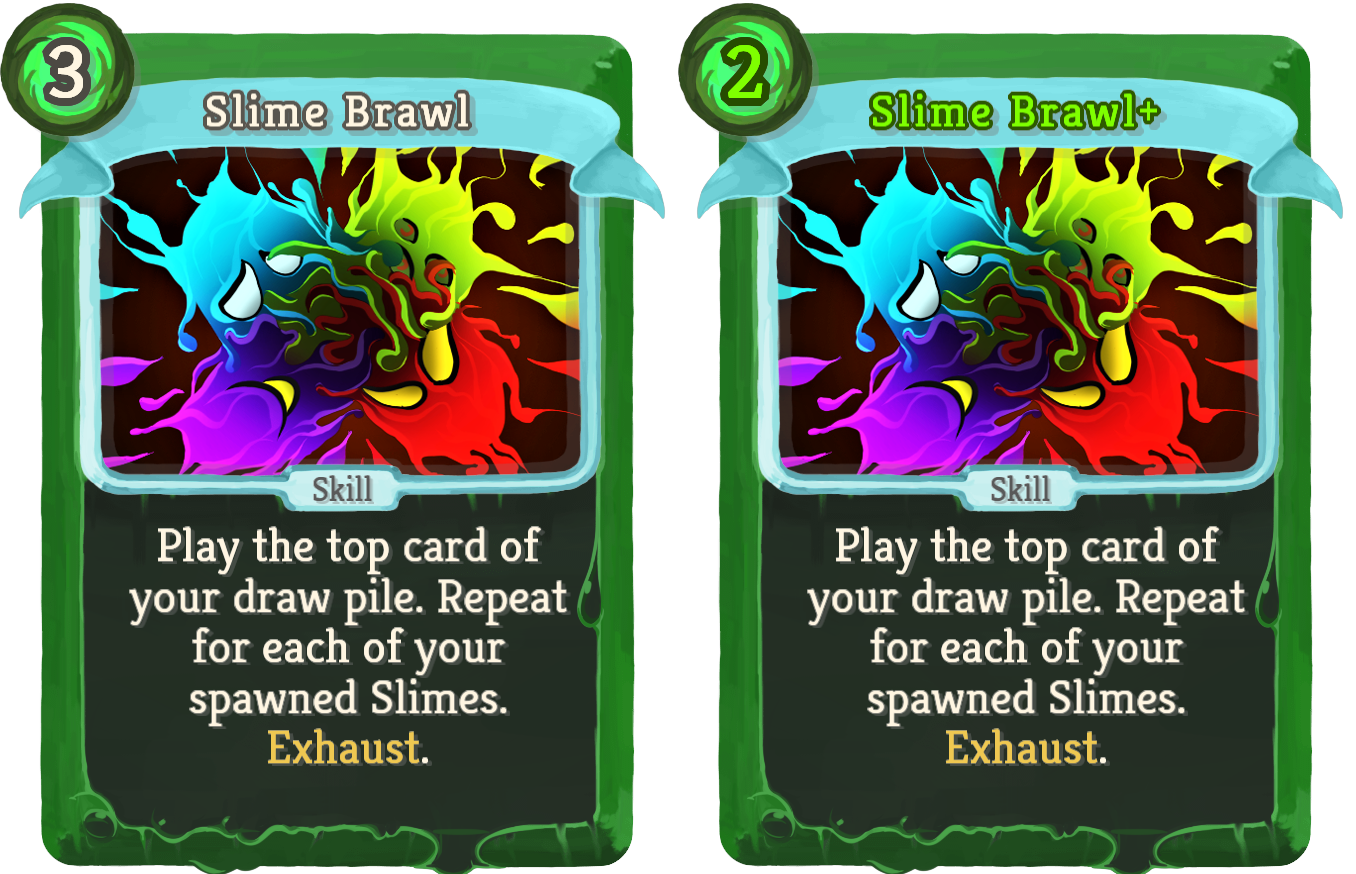 3
Slime Brawl
Skill
Play the top card of
your draw pile. Repeat
for each of your
spawned Slimes.
Exhaust.
2
Slime Brawl+
Skill
Play the top card of
your draw pile. Repeat
for each of your
spawned Slimes.
Exhaust.